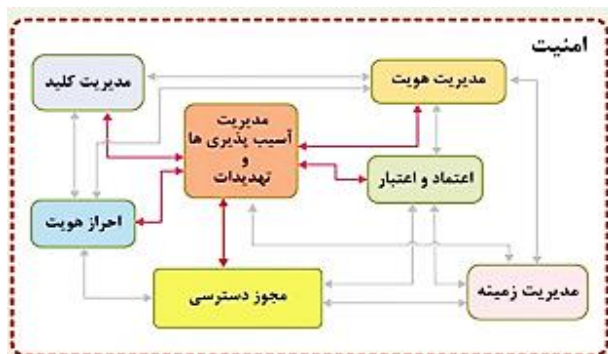 امنیت
مدیریت هویت
مدیریت کلید
مدیریت
آسیب پذیری ها
و
تهدیدات
اعتماد و اعتبار
احراز هویت
مجوز دسترسی
مدیریت زمینه